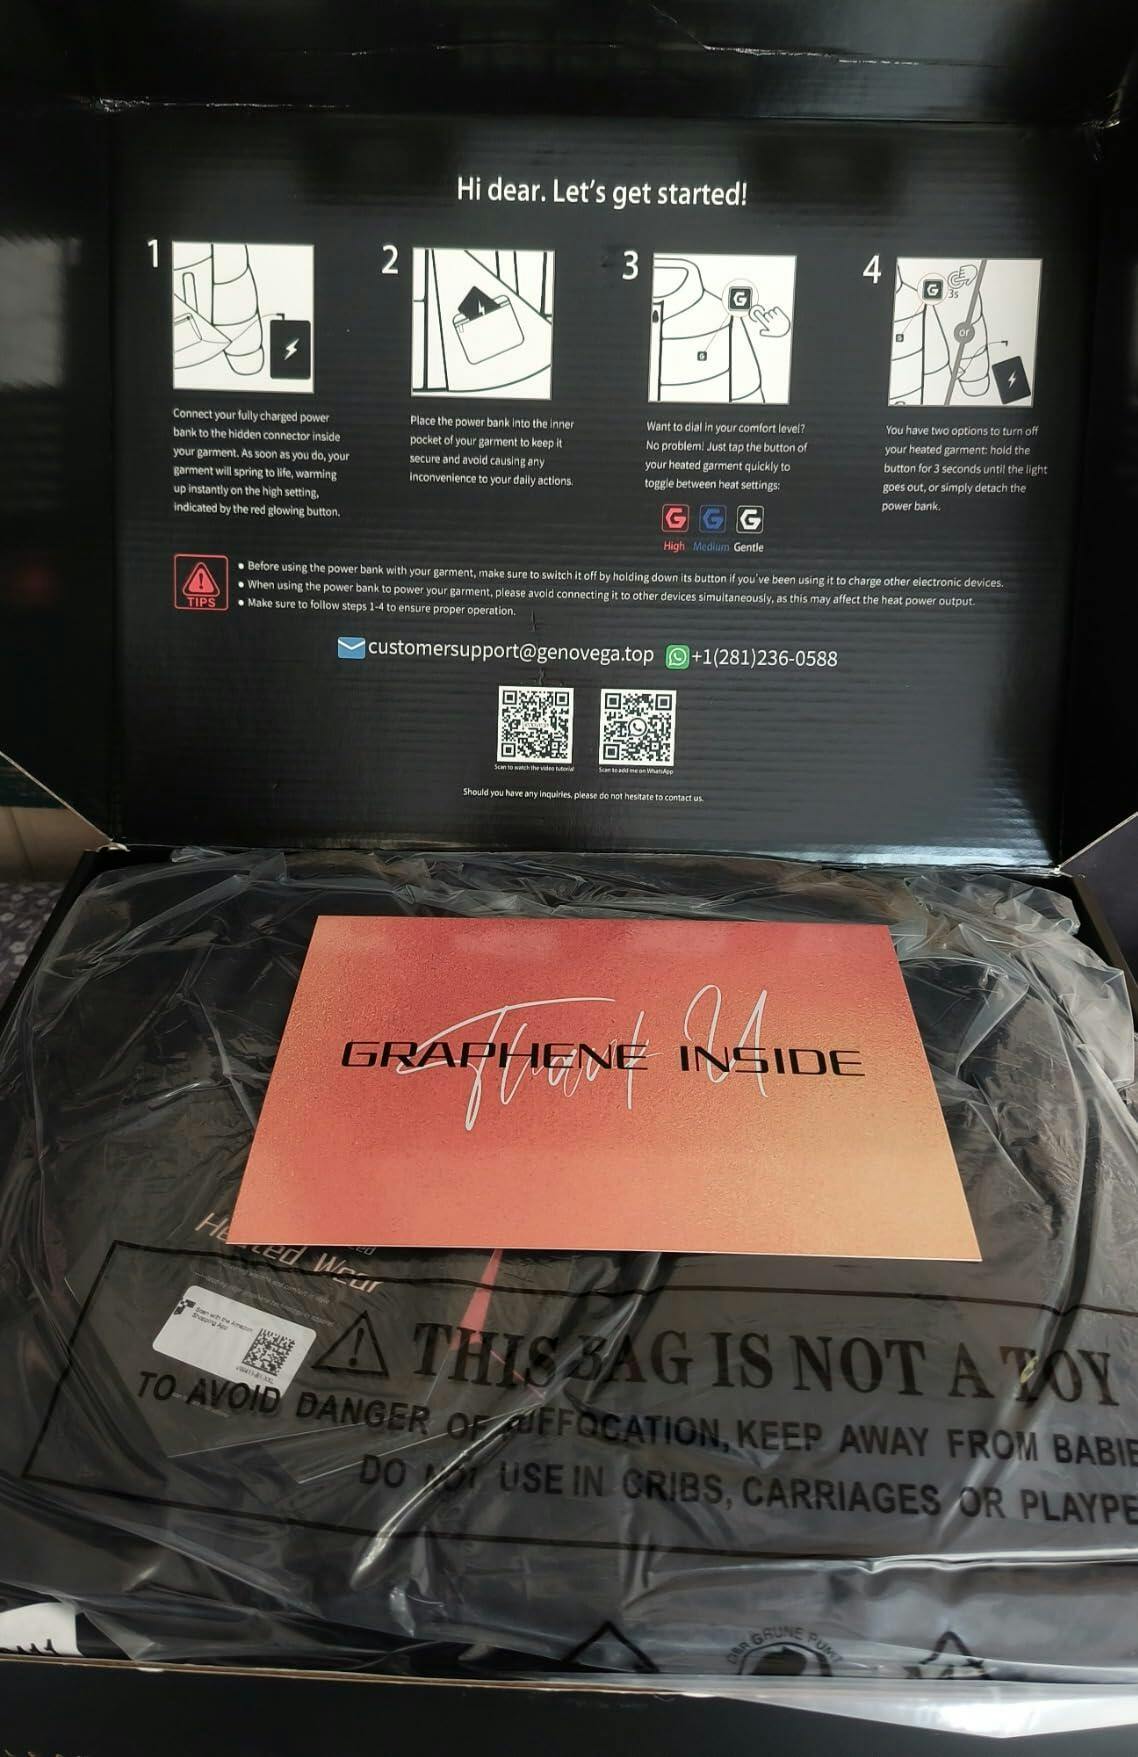 Hi dear. Let's get started!
1
2
3
4
G
G
3s
G
or
Connect your fully charged power
bank to the hidden connector inside
your garment. As soon as you do, your
garment will spring to life, warming
up instantly on the high setting,
indicated by the red glowing button.
Place the power bank into the inner
pocket of your garment to keep it
secure and avoid causing any
inconvenience to your daily actions.
Want to dial in your comfort level?
No problem! Just tap the button of
your heated garment quickly to
toggle between heat settings:
G G G
High Medium Gentle
You have two options to turn off
your heated garment: hold the
button for 3 seconds until the light
goes out, or simply detach the
power bank.
TIPS
• Before using the power bank with your garment, make sure to switch it off by holding down its button if you've been using it to charge other electronic devices.
• When using the power bank to power your garment, please avoid connecting it to other devices simultaneously, as this may affect the heat power output.
• Make sure to follow steps 1-4 to ensure proper operation.
customersupport@genovega.top +1(281)236-0588
Scan to watch the video tutorial
Scan to add me on WhatsApp
Should you have any inquiries, please do not hesitate to contact us.
Thank U
GRAPHENE INSIDE
Heated Wear
Scan with the Amazon
Shopping App
THIS BAG IS NOT A TOY
TO AVOID DANGER OF SUFFOCATION, KEEP AWAY FROM BABIE
DO NOT USE IN CRIBS, CARRIAGES OR PLAYPE
DER GRÜNE PUNKT